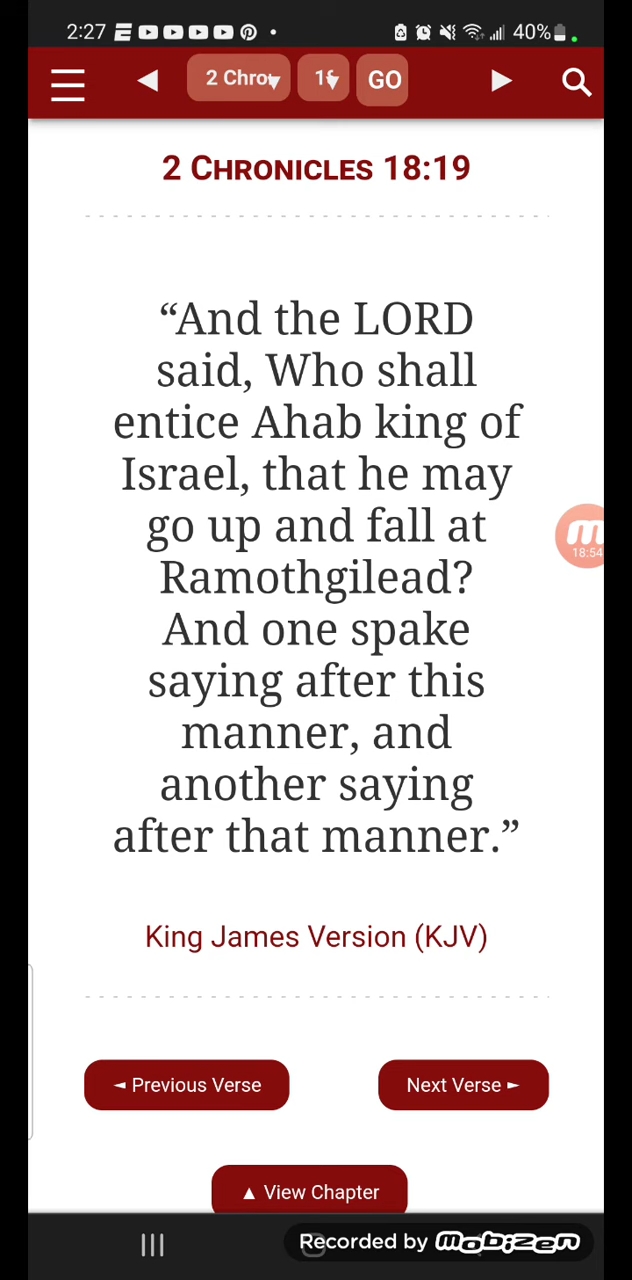 2:27 40%
2 Chro GO
2 CHRONICLES 18:19
“And the LORD
said, Who shall
entice Ahab king of
Israel, that he may
go up and fall at
Ramothgilead?
And one spake
saying after this
manner, and
another saying
after that manner.”
18:54
King James Version (KJV)
◄ Previous Verse Next Verse ►
▲ View Chapter
Recorded by mobizen